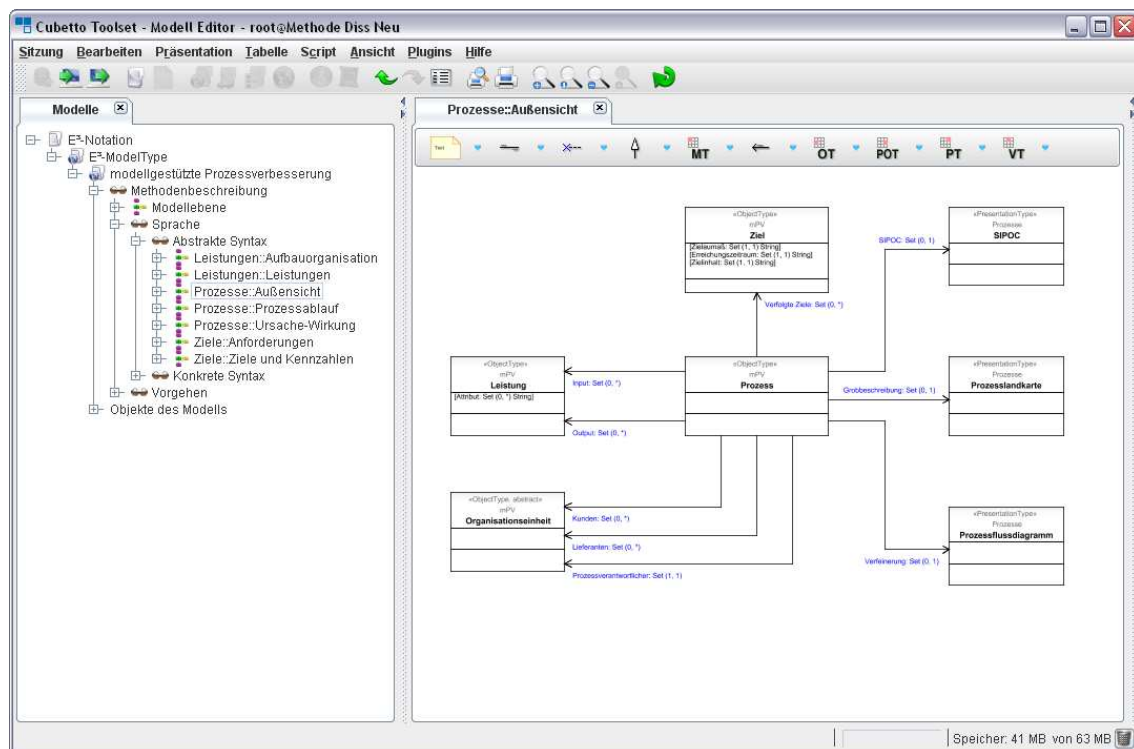 Cubetto Toolset - Modell Editor - root@Methode Diss Neu
Sitzung Bearbeiten Präsentation Tabelle Script Ansicht Plugins Hilfe
Modelle
E³-Notation
E³-ModelType
modellgestützte Prozessverbesserung
Methodenbeschreibung
Modellebene
Sprache
Abstrakte Syntax
Leistungen::Aufbauorganisation
Leistungen::Leistungen
Prozesse::Außensicht
Prozesse::Prozessablauf
Prozesse::Ursache-Wirkung
Ziele::Anforderungen
Ziele::Ziele und Kennzahlen
Konkrete Syntax
Vorgehen
Objekte des Modells
Prozesse::Außensicht
Text MT OT POT PT VT
«ObjectType»
mPV
Ziel
[Zielausmaß: Set (1, 1) String]
[Erreichungszeitraum: Set (1, 1) String]
[Zielinhalt: Set (1, 1) String]
«PresentationType»
Prozesse
SIPOC
SIPOC: Set (0, 1)
Verfolgte Ziele: Set (0, *)
«ObjectType»
mPV
Leistung
[Attribut: Set (0, *) String]
Input: Set (0, *)
Output: Set (0, *)
«ObjectType»
mPV
Prozess
Grobbeschreibung: Set (0, 1)
«PresentationType»
Prozesse
Prozesslandkarte
«ObjectType, abstract»
mPV
Organisationseinheit
Kunden: Set (0, *)
Lieferanten: Set (0, *)
Prozessverantwortlicher: Set (1, 1)
«PresentationType»
Prozesse
Prozessflussdiagramm
Verfeinerung: Set (0, 1)
Speicher: 41 MB von 63 MB